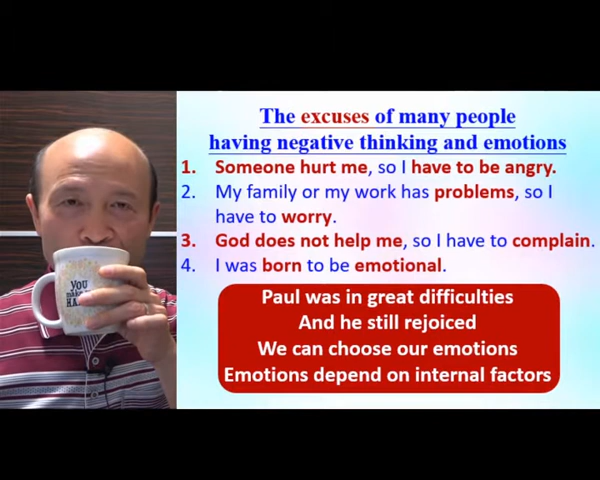 The excuses of many people
having negative thinking and emotions
1. Someone hurt me, so I have to be angry.
2. My family or my work has problems, so I
have to worry.
3. God does not help me, so I have to complain.
4. I was born to be emotional.
Paul was in great difficulties
And he still rejoiced
We can choose our emotions
Emotions depend on internal factors
YOU